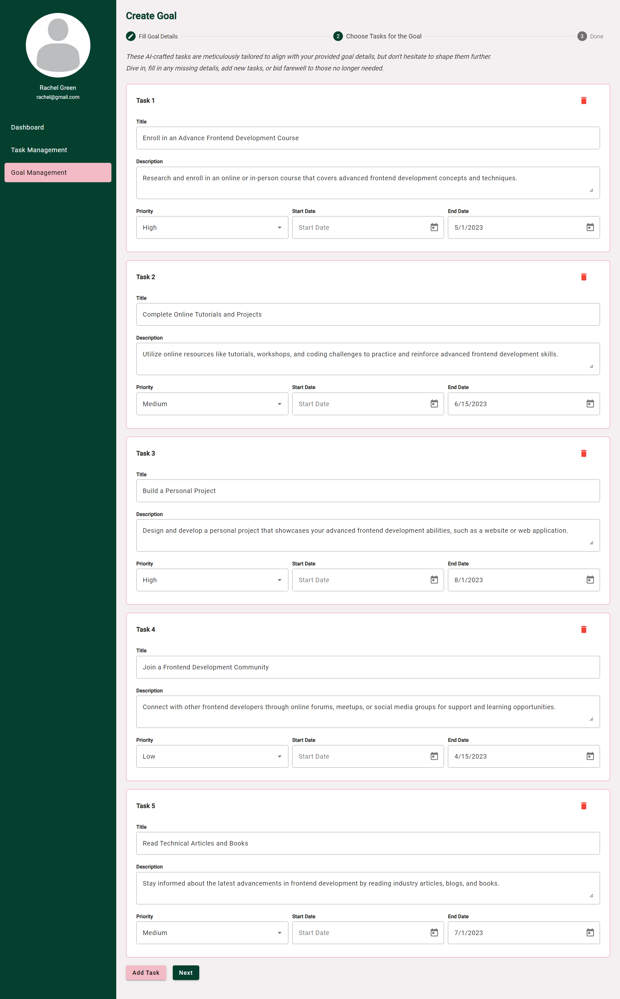 Rachel Green
rachel@gmail.com
Dashboard
Task Management
Goal Management
Create Goal
Fill Goal Details
2 Choose Tasks for the Goal
3 Done
These AI-crafted tasks are meticulously tailored to align with your provided goal details, but don't hesitate to shape them further.
Dive in, fill in any missing details, add new tasks, or bid farewell to those no longer needed.
Task 1
Title
Enroll in an Advance Frontend Development Course
Description
Research and enroll in an online or in-person course that covers advanced frontend development concepts and techniques.
Priority Start Date End Date
High Start Date 5/1/2023
Task 2
Title
Complete Online Tutorials and Projects
Description
Utilize online resources like tutorials, workshops, and coding challenges to practice and reinforce advanced frontend development skills.
Priority Start Date End Date
Medium Start Date 6/15/2023
Task 3
Title
Build a Personal Project
Description
Design and develop a personal project that showcases your advanced frontend development abilities, such as a website or web application.
Priority Start Date End Date
High Start Date 8/1/2023
Task 4
Title
Join a Frontend Development Community
Description
Connect with other frontend developers through online forums, meetups, or social media groups for support and learning opportunities.
Priority Start Date End Date
Low Start Date 4/15/2023
Task 5
Title
Read Technical Articles and Books
Description
Stay informed about the latest advancements in frontend development by reading industry articles, blogs, and books.
Priority Start Date End Date
Medium Start Date 7/1/2023
Add Task Next